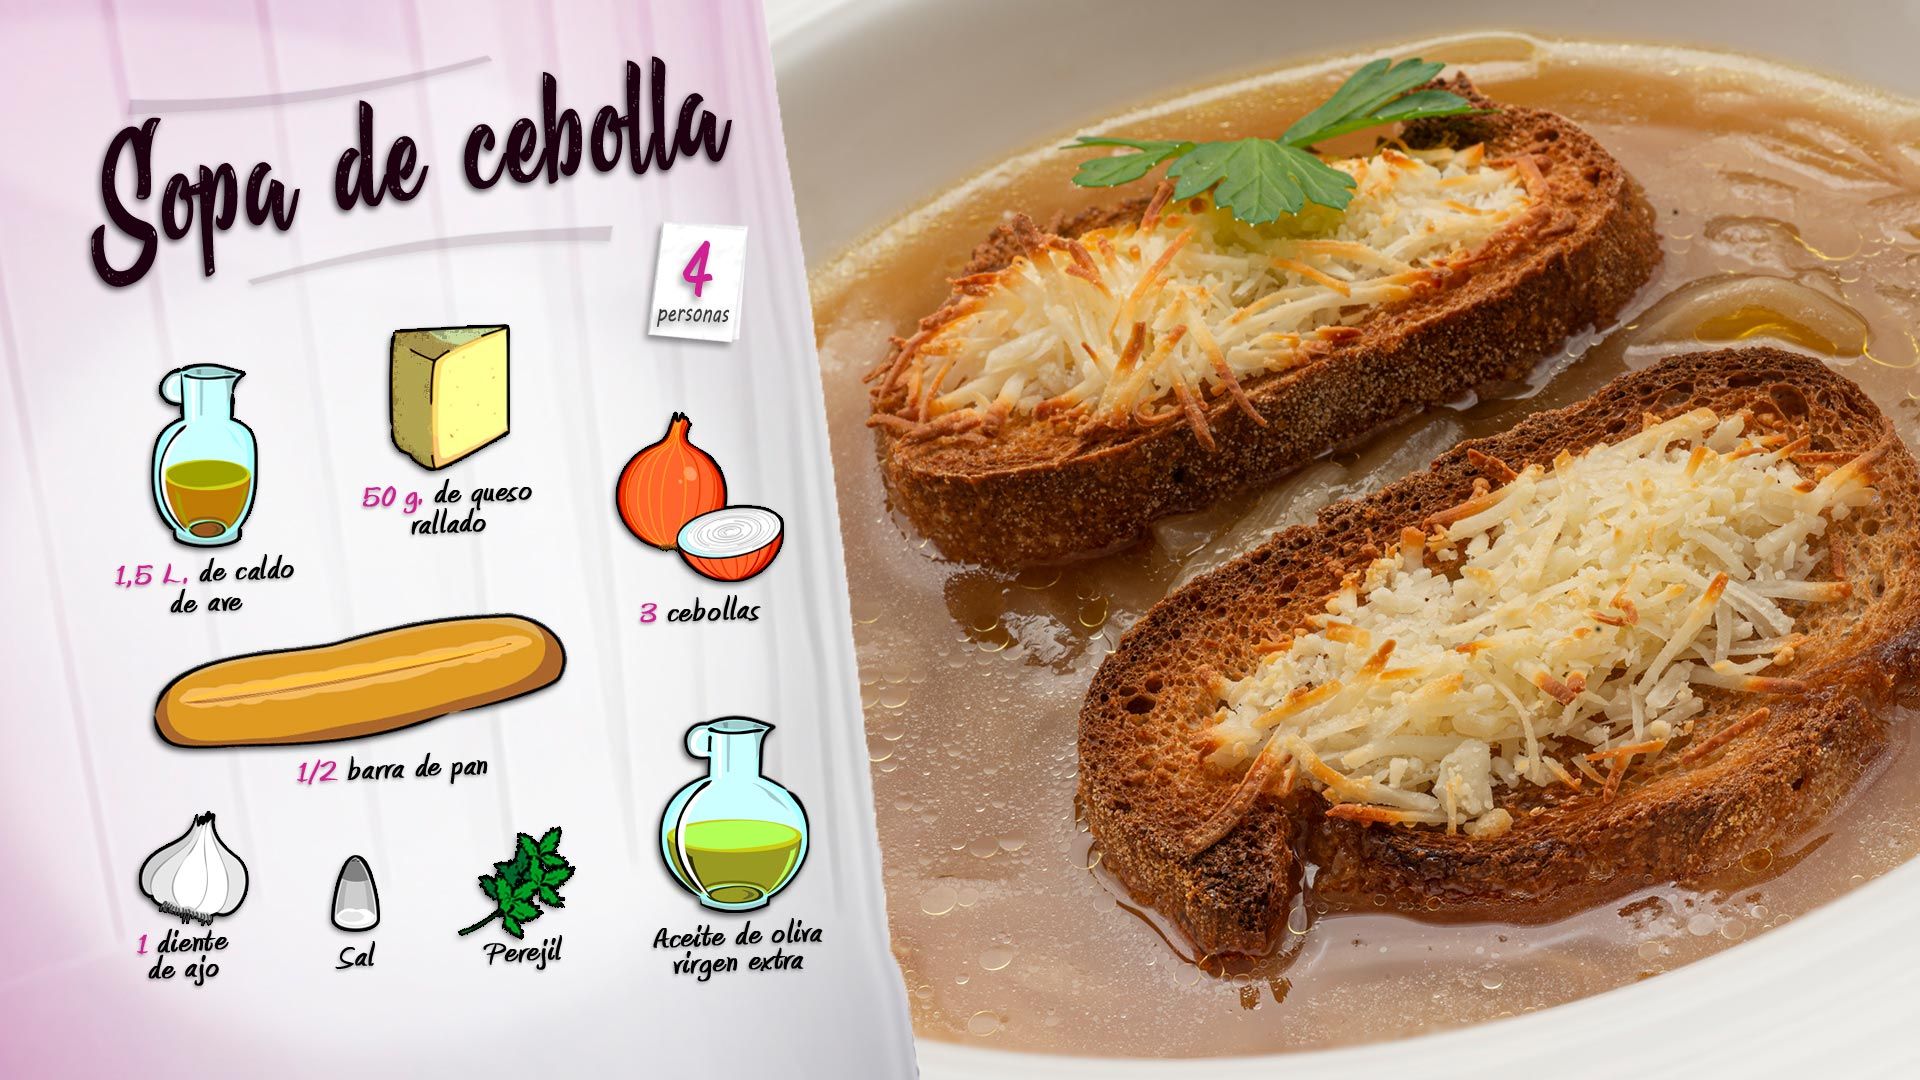 Sopa de cebolla
4
personas
50 g. de queso
rallado
1,5 L. de caldo
de ave
3 cebollas
1/2 barra de pan
1 diente
de ajo
Sal
Perejil
Aceite de oliva
virgen extra